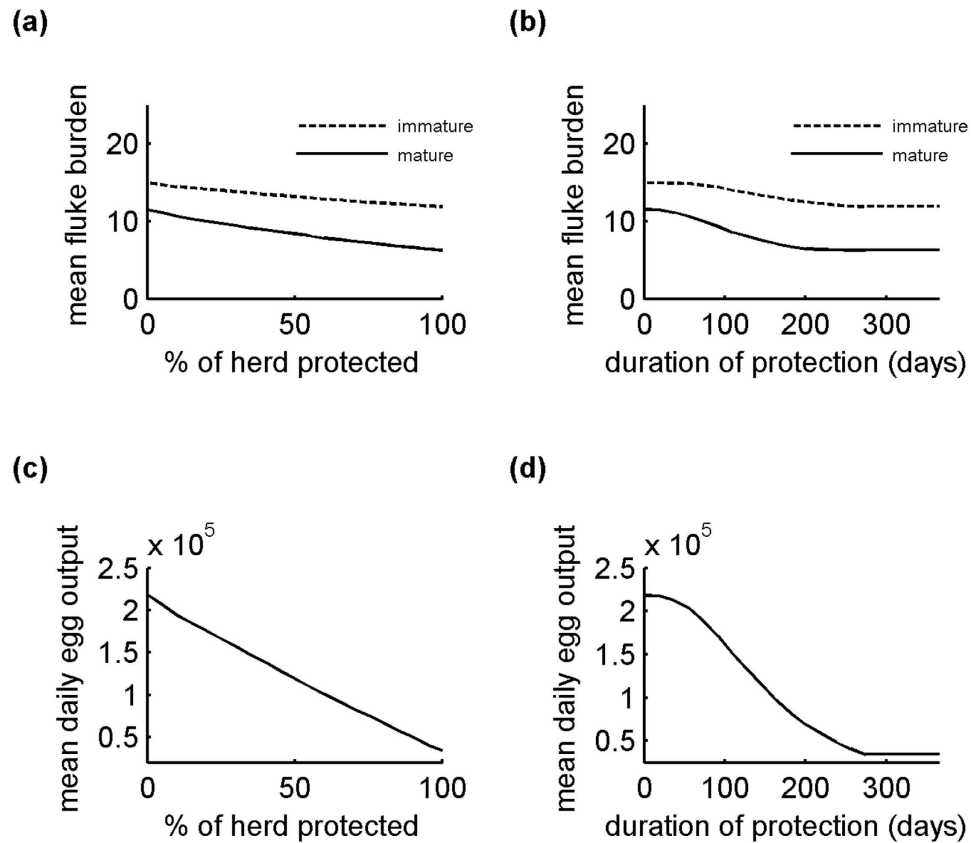 (a)
mean fluke burden
20
10
0
immature
mature
0 50 100
% of herd protected
(b)
mean fluke burden
20
10
0
immature
mature
0 100 200 300
duration of protection (days)
(c)
mean daily egg output
x 10^5
2.5
2
1.5
1
0.5
0 50 100
% of herd protected
(d)
mean daily egg output
x 10^5
2.5
2
1.5
1
0.5
0 100 200 300
duration of protection (days)